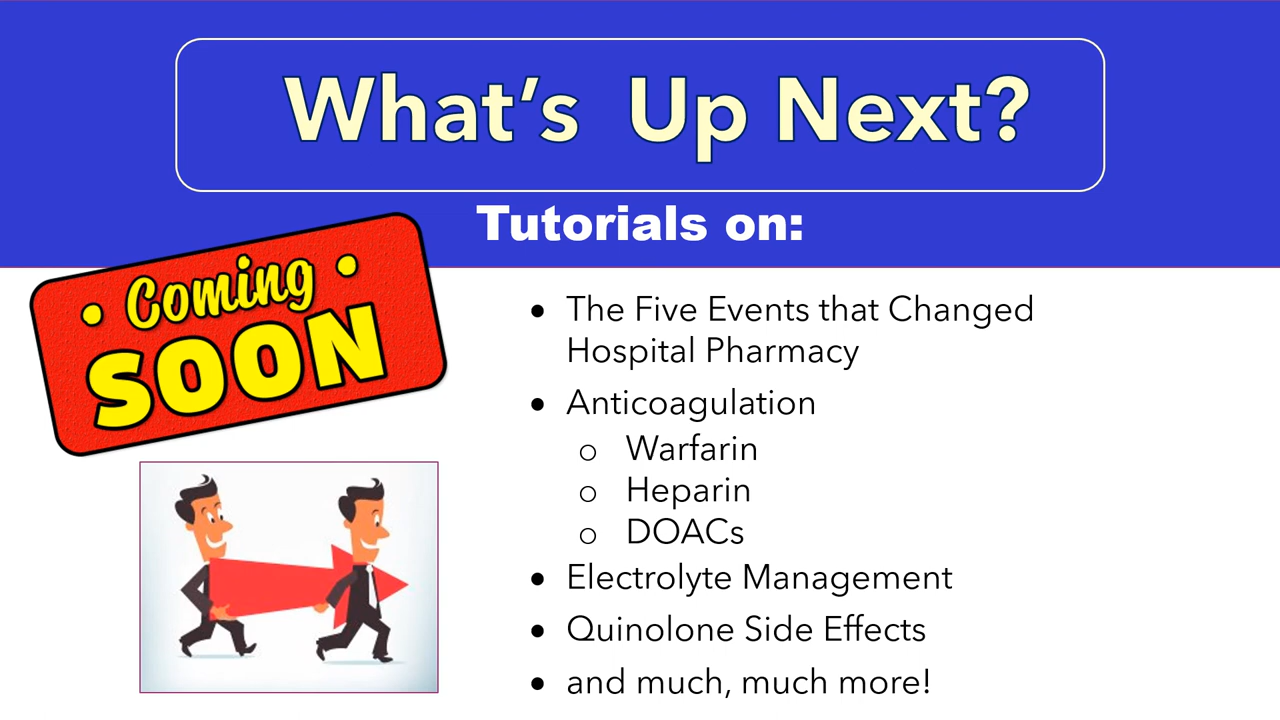 What's Up Next?
Tutorials on:
• Coming •
SOON
• The Five Events that Changed
Hospital Pharmacy
• Anticoagulation
o Warfarin
o Heparin
o DOACs
• Electrolyte Management
• Quinolone Side Effects
• and much, much more!